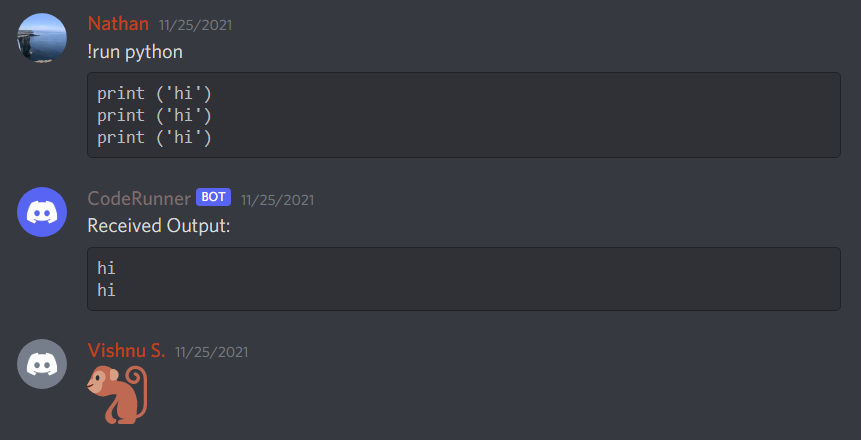 Nathan 11/25/2021
!run python
print ('hi')
print ('hi')
print ('hi')
CodeRunner BOT 11/25/2021
Received Output:
hi
hi
Vishnu S. 11/25/2021